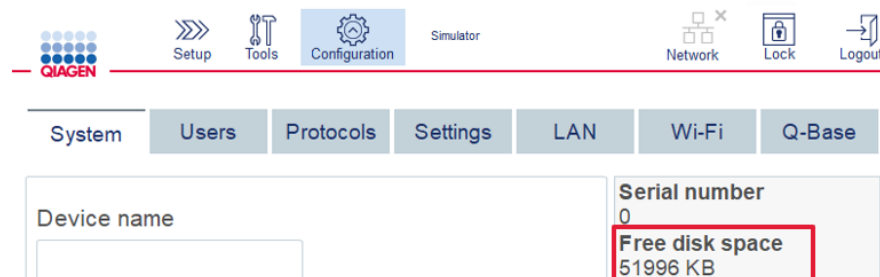 QIAGEN
Setup
Tools
Configuration
Simulator
Network
Lock
Logout
System
Users
Protocols
Settings
LAN
Wi-Fi
Q-Base
Device name
Serial number
0
Free disk space
51996 KB